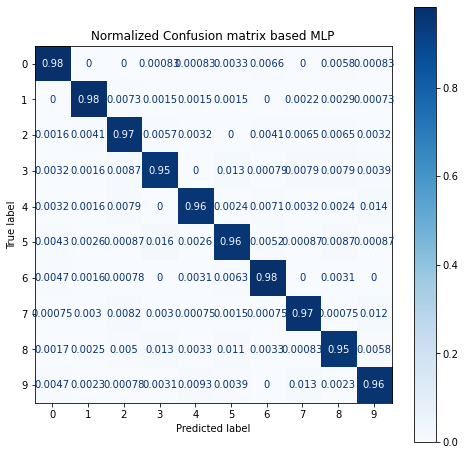 Normalized Confusion matrix based MLP
0 0.98 0 0 0.00083 0.00083 0.0033 0.0066 0 0.0058 0.00083
1 0 0.98 0.0073 0.0015 0.0015 0.0015 0 0.0022 0.0029 0.00073
2 0.0016 0.0041 0.97 0.0057 0.0032 0 0.0041 0.0065 0.0065 0.0032
3 0.0032 0.0016 0.0087 0.95 0 0.013 0.00079 0.0079 0.0079 0.0039
4 0.0032 0.0016 0.0079 0 0.96 0.0024 0.0071 0.0032 0.0024 0.014
5 0.0043 0.0026 0.00087 0.016 0.0026 0.96 0.0052 0.00087 0.0087 0.00087
6 0.0047 0.0016 0.00078 0 0.0031 0.0063 0.98 0 0.0031 0
7 0.00075 0.003 0.0082 0.003 0.00075 0.0015 0.00075 0.97 0.00075 0.012
8 0.0017 0.0025 0.005 0.013 0.0033 0.011 0.0033 0.00083 0.95 0.0058
9 0.0047 0.0023 0.00078 0.0031 0.0093 0.0039 0 0.013 0.0023 0.96
0 1 2 3 4 5 6 7 8 9
Predicted label
True label
0.8
0.6
0.4
0.2
0.0